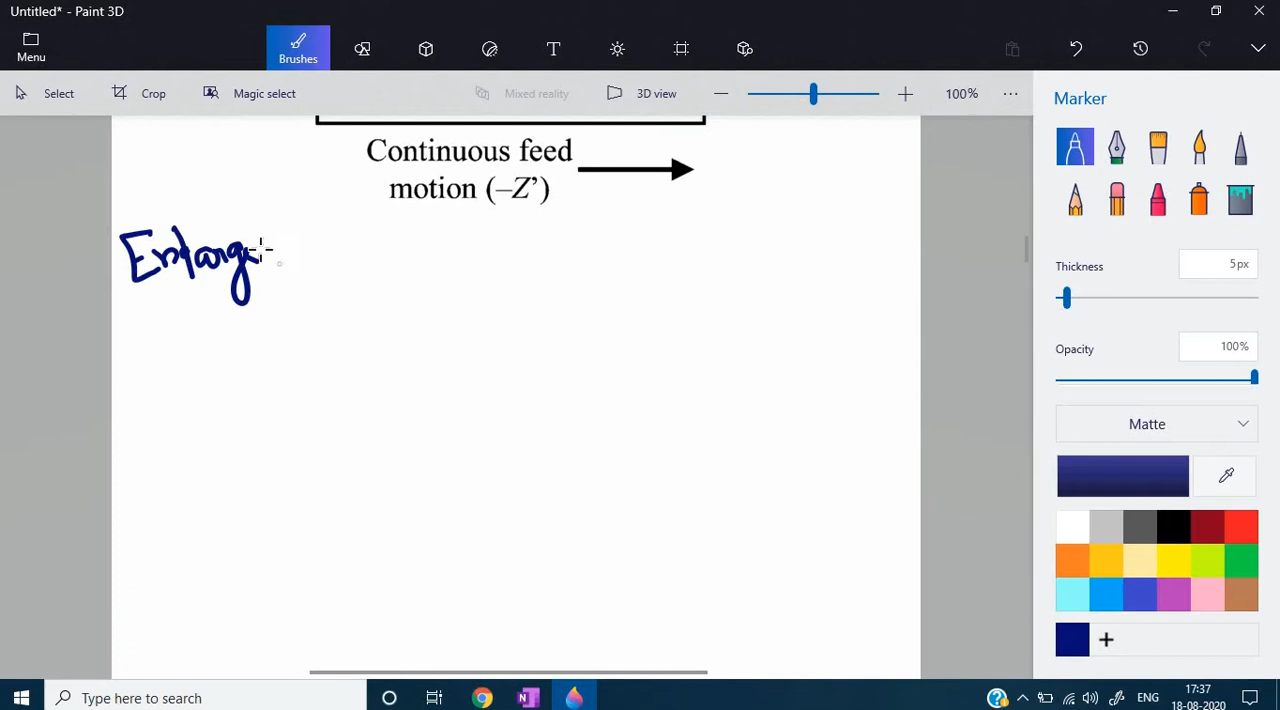 Untitled* - Paint 3D
Menu
Brushes
Select
Crop
Magic select
Mixed reality
3D view
100%
Marker
Continuous feed
motion (–Z’)
Enlarge
Thickness
5px
Opacity
100%
Matte
Type here to search
ENG
17:37
18-08-2020